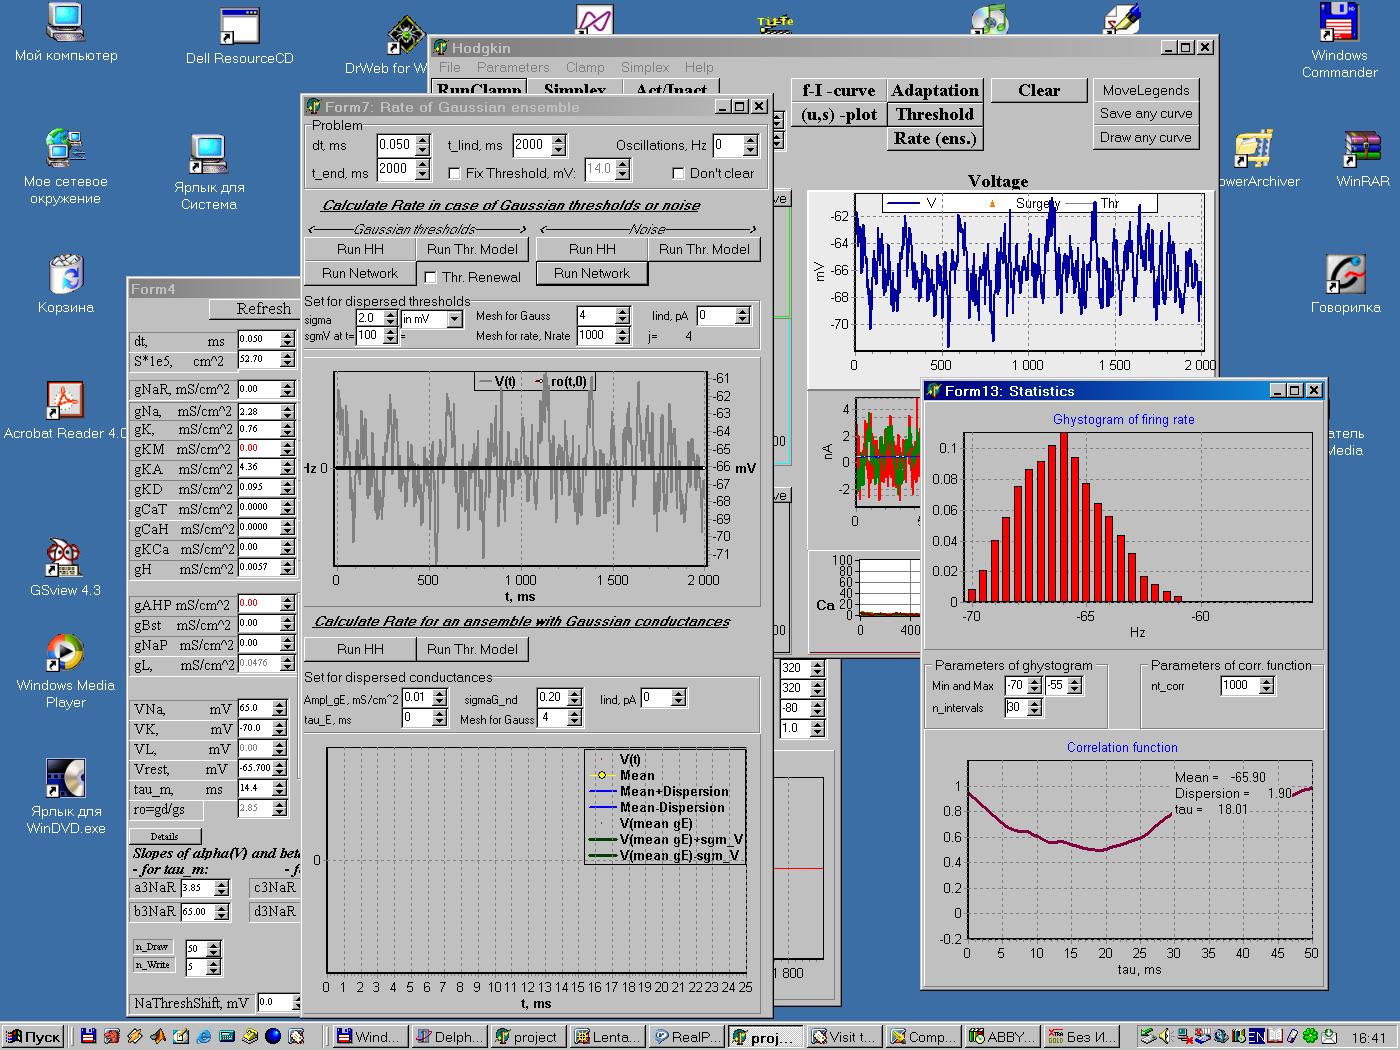 Мой компьютер
Dell ResourceCD
DrWeb for W
Windows
Commander
Мое сетевое
окружение
Ярлык для
Система
owerArchiver
WinRAR
Корзина
Говорилка
Acrobat Reader 4.0
атель
Media
GSview 4.3
Windows Media
Player
Ярлык для
WinDVD.exe
Hodgkin
File Parameters Clamp Simplex Help
RunClamp Simplex Act/Inact
f-I -curve Adaptation Clear MoveLegends
(u,s) -plot Threshold Save any curve
Rate (ens.) Draw any curve
Voltage
V Surgery Thr
mV
-62
-64
-66
-68
-70
0 500 1 000 1 500 2 000
nA
4
2
0
-2
0
Ca
100
80
60
40
20
0
0 400
320
320
-80
1.0
1 800
Form7: Rate of Gaussian ensemble
Problem
dt, ms 0.050 t_lind, ms 2000 Oscillations, Hz 0
t_end, ms 2000 Fix Threshold, mV: 14.0 Don't clear
Calculate Rate in case of Gaussian thresholds or noise
<----Gaussian thresholds----> <----Noise---->
Run HH Run Thr. Model Run HH Run Thr. Model
Run Network Thr. Renewal Run Network
Set for dispersed thresholds
sigma 2.0 in mV Mesh for Gauss 4 Iind, pA 0
sgmV at t= 100 = Mesh for rate, Nrate 1000 j= 4
V(t) ro(t,0)
Hz 0
-61
-62
-63
-64
-65
-66 mV
-67
-68
-69
-70
-71
0 500 1 000 1 500 2 000
t, ms
Calculate Rate for an ansemble with Gaussian conductances
Run HH Run Thr. Model
Set for dispersed conductances
Ampl_gE, mS/cm^2 0.01 sigmaG_nd 0.20 Iind, pA 0
tau_E, ms 0 Mesh for Gauss 4
V(t)
Mean
Mean+Dispersion
Mean-Dispersion
V(mean gE)
V(mean gE)+sgm_V
V(mean gE)-sgm_V
0
0 1 2 3 4 5 6 7 8 9 10 11 12 13 14 15 16 17 18 19 20 21 22 23 24 25
t, ms
Form4
Refresh
dt, ms 0.050
S*1e5, cm^2 52.70
gNaR, mS/cm^2 0.00
gNa, mS/cm^2 2.28
gK, mS/cm^2 0.76
gKM mS/cm^2 0.00
gKA mS/cm^2 4.36
gKD mS/cm^2 0.095
gCaT mS/cm^2 0.0000
gCaH mS/cm^2 0.0000
gKCa mS/cm^2 0.00
gH mS/cm^2 0.0057
gAHP mS/cm^2 0.00
gBst mS/cm^2 0.00
gNaP mS/cm^2 0.00
gL, mS/cm^2 0.0476
VNa, mV 65.0
VK, mV -70.0
VL, mV 0.00
Vrest, mV -65.700
tau_m, ms 14.4
ro=gd/gs 2.85
Details
Slopes of alpha(V) and beta
- for tau_m: - f
a3NaR 3.85 c3NaR
b3NaR 65.00 d3NaR
n_Draw 50
n_Write 5
NaThreshShift, mV 0.0
Form13: Statistics
Ghystogram of firing rate
0.1
0.08
0.06
0.04
0.02
0
-70 -65 -60
Hz
Parameters of ghystogram Parameters of corr. function
Min and Max -70 -55 nt_corr 1000
n_intervals 30
Correlation function
Mean = -65.90
Dispersion = 1.90
tau = 18.01
1
0.8
0.6
0.4
0.2
0
-0.2
0 5 10 15 20 25 30 35 40 45 50
tau, ms
Пуск Wind... Delph... project Lenta... RealP... proj... Visit t... Comp... ABBY... Без И... EN 16:41